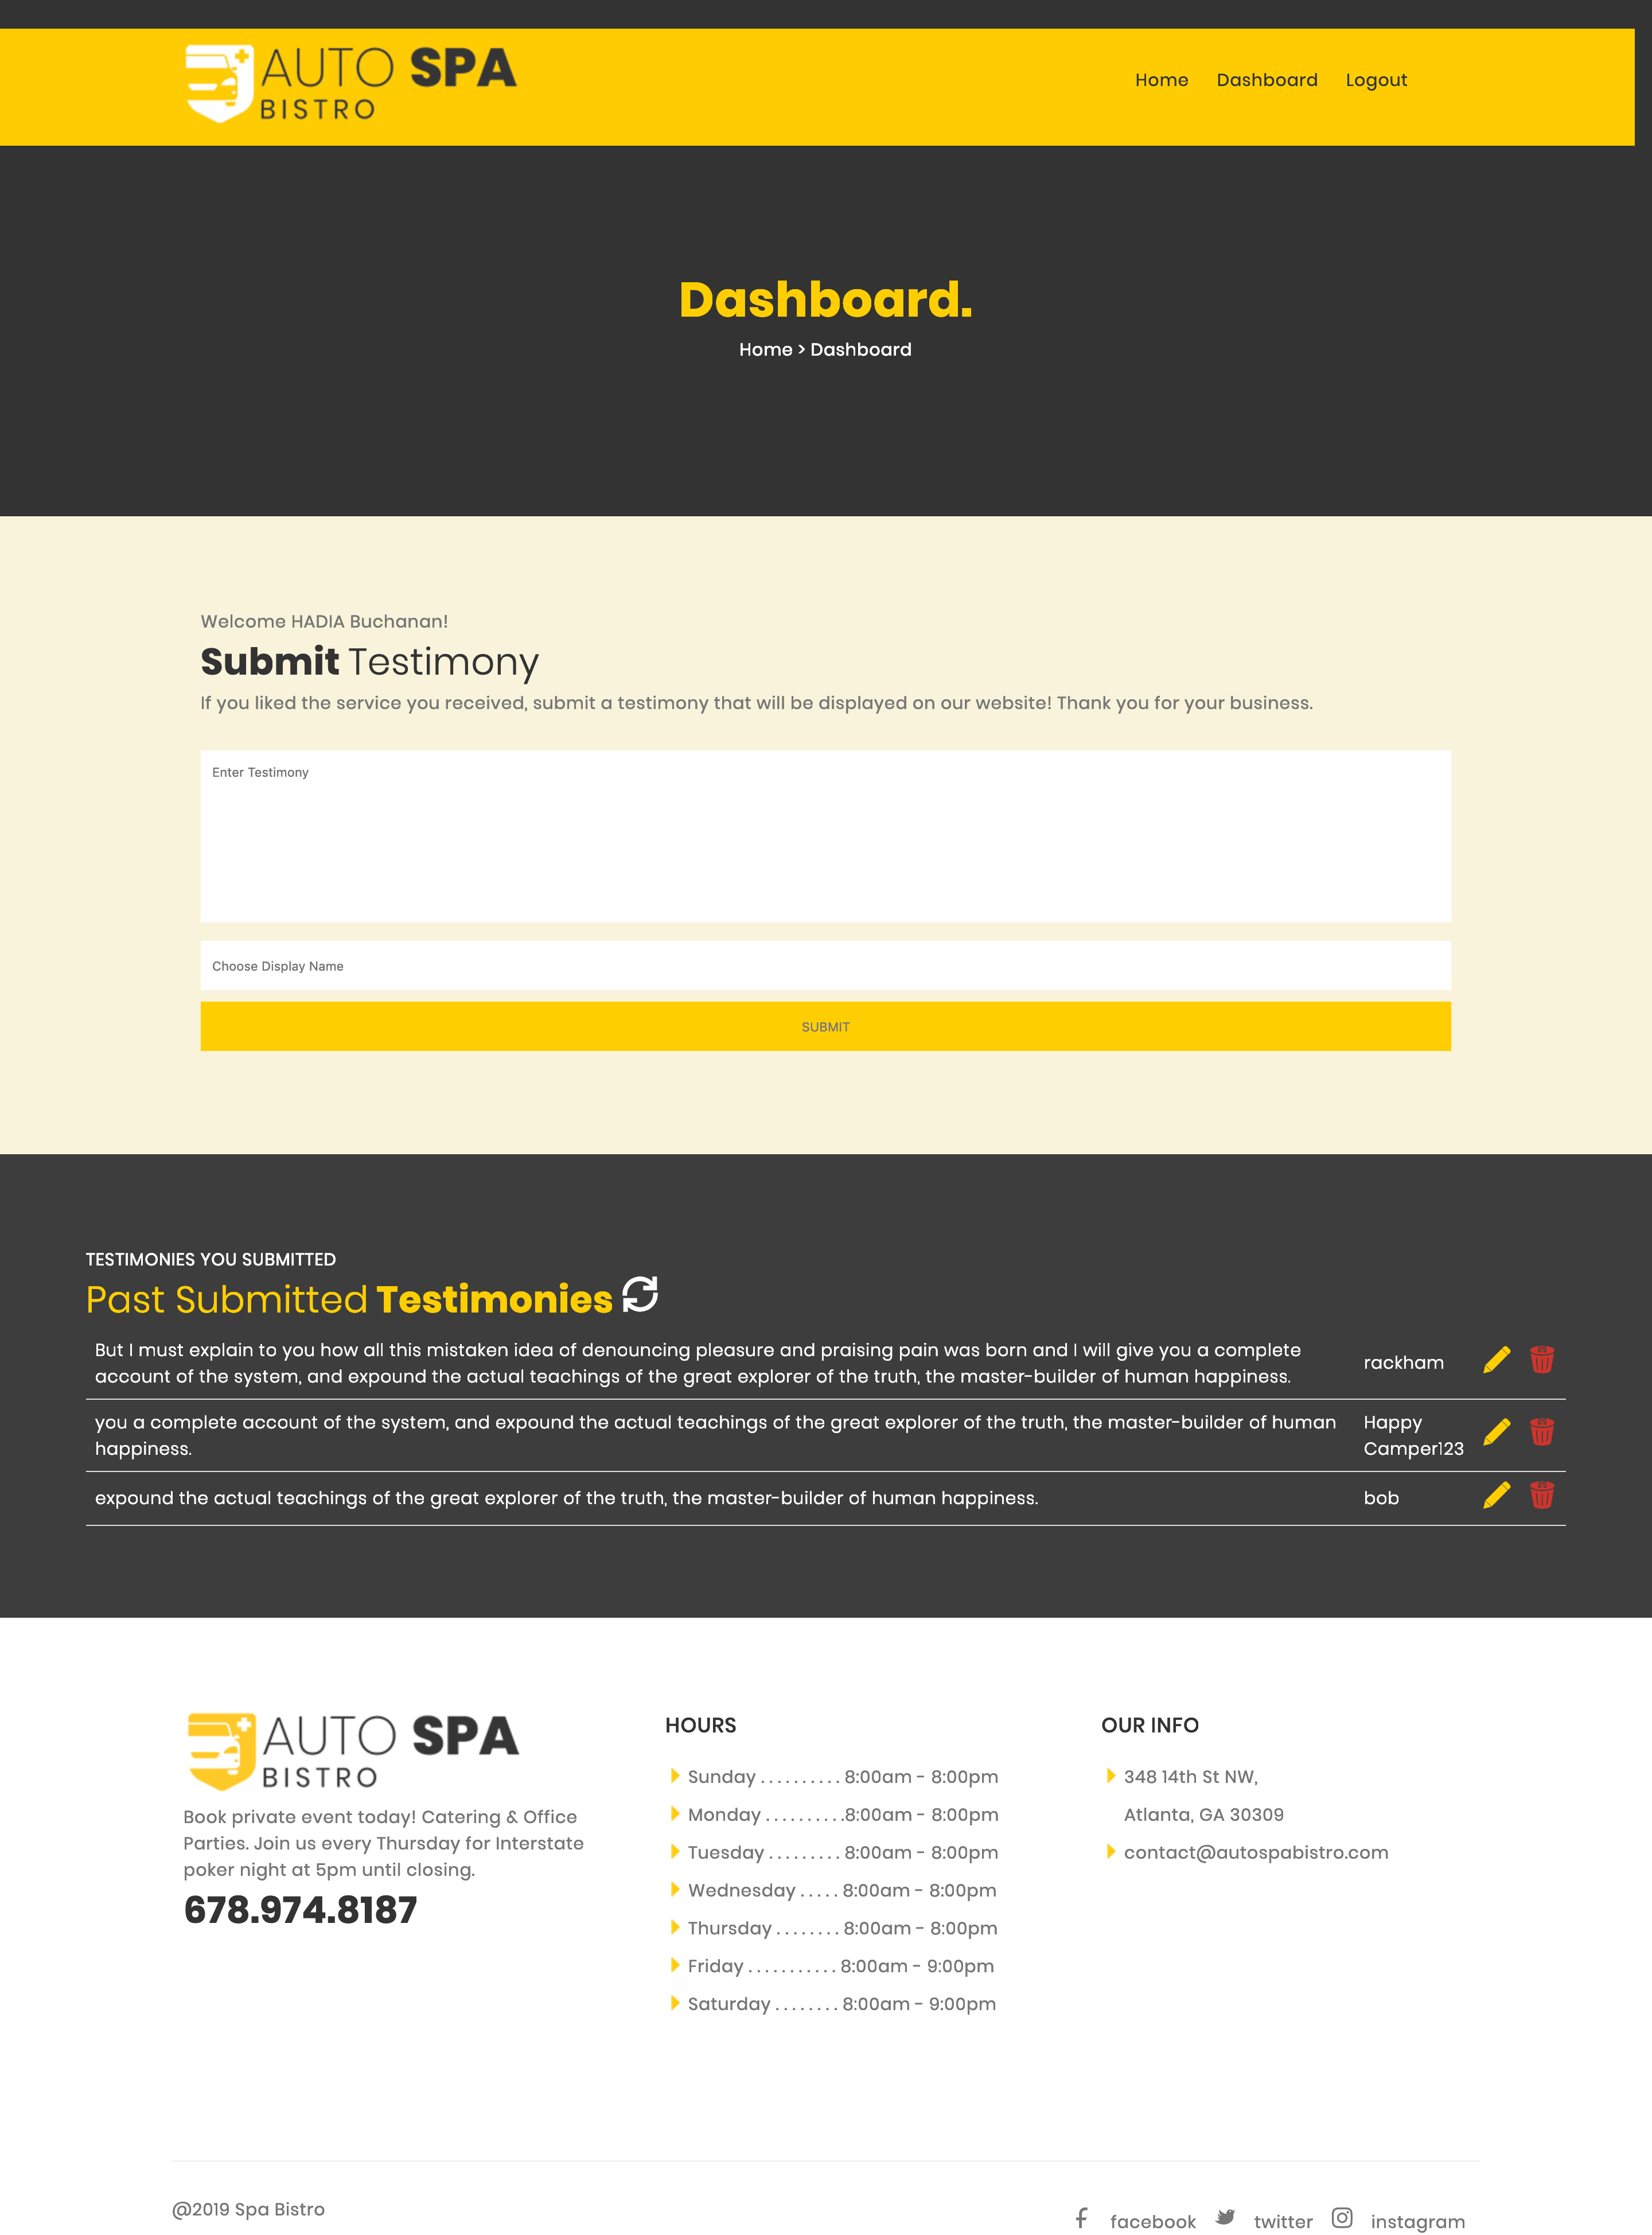 AUTO SPA
BISTRO
Home Dashboard Logout
Dashboard.
Home > Dashboard
Welcome HADIA Buchanan!
Submit Testimony
If you liked the service you received, submit a testimony that will be displayed on our website! Thank you for your business.
Enter Testimony
Choose Display Name
SUBMIT
TESTIMONIES YOU SUBMITTED
Past Submitted Testimonies
But I must explain to you how all this mistaken idea of denouncing pleasure and praising pain was born and I will give you a complete
account of the system, and expound the actual teachings of the great explorer of the truth, the master-builder of human happiness.
rackham
you a complete account of the system, and expound the actual teachings of the great explorer of the truth, the master-builder of human
happiness.
Happy
Camper123
expound the actual teachings of the great explorer of the truth, the master-builder of human happiness.
bob
AUTO SPA
BISTRO
Book private event today! Catering & Office
Parties. Join us every Thursday for Interstate
poker night at 5pm until closing.
678.974.8187
HOURS
Sunday . . . . . . . . . . 8:00am - 8:00pm
Monday . . . . . . . . . .8:00am - 8:00pm
Tuesday . . . . . . . . . 8:00am - 8:00pm
Wednesday . . . . . 8:00am - 8:00pm
Thursday . . . . . . . . 8:00am - 8:00pm
Friday . . . . . . . . . . . 8:00am - 9:00pm
Saturday . . . . . . . . 8:00am - 9:00pm
OUR INFO
348 14th St NW,
Atlanta, GA 30309
contact@autospabistro.com
@2019 Spa Bistro
facebook twitter instagram